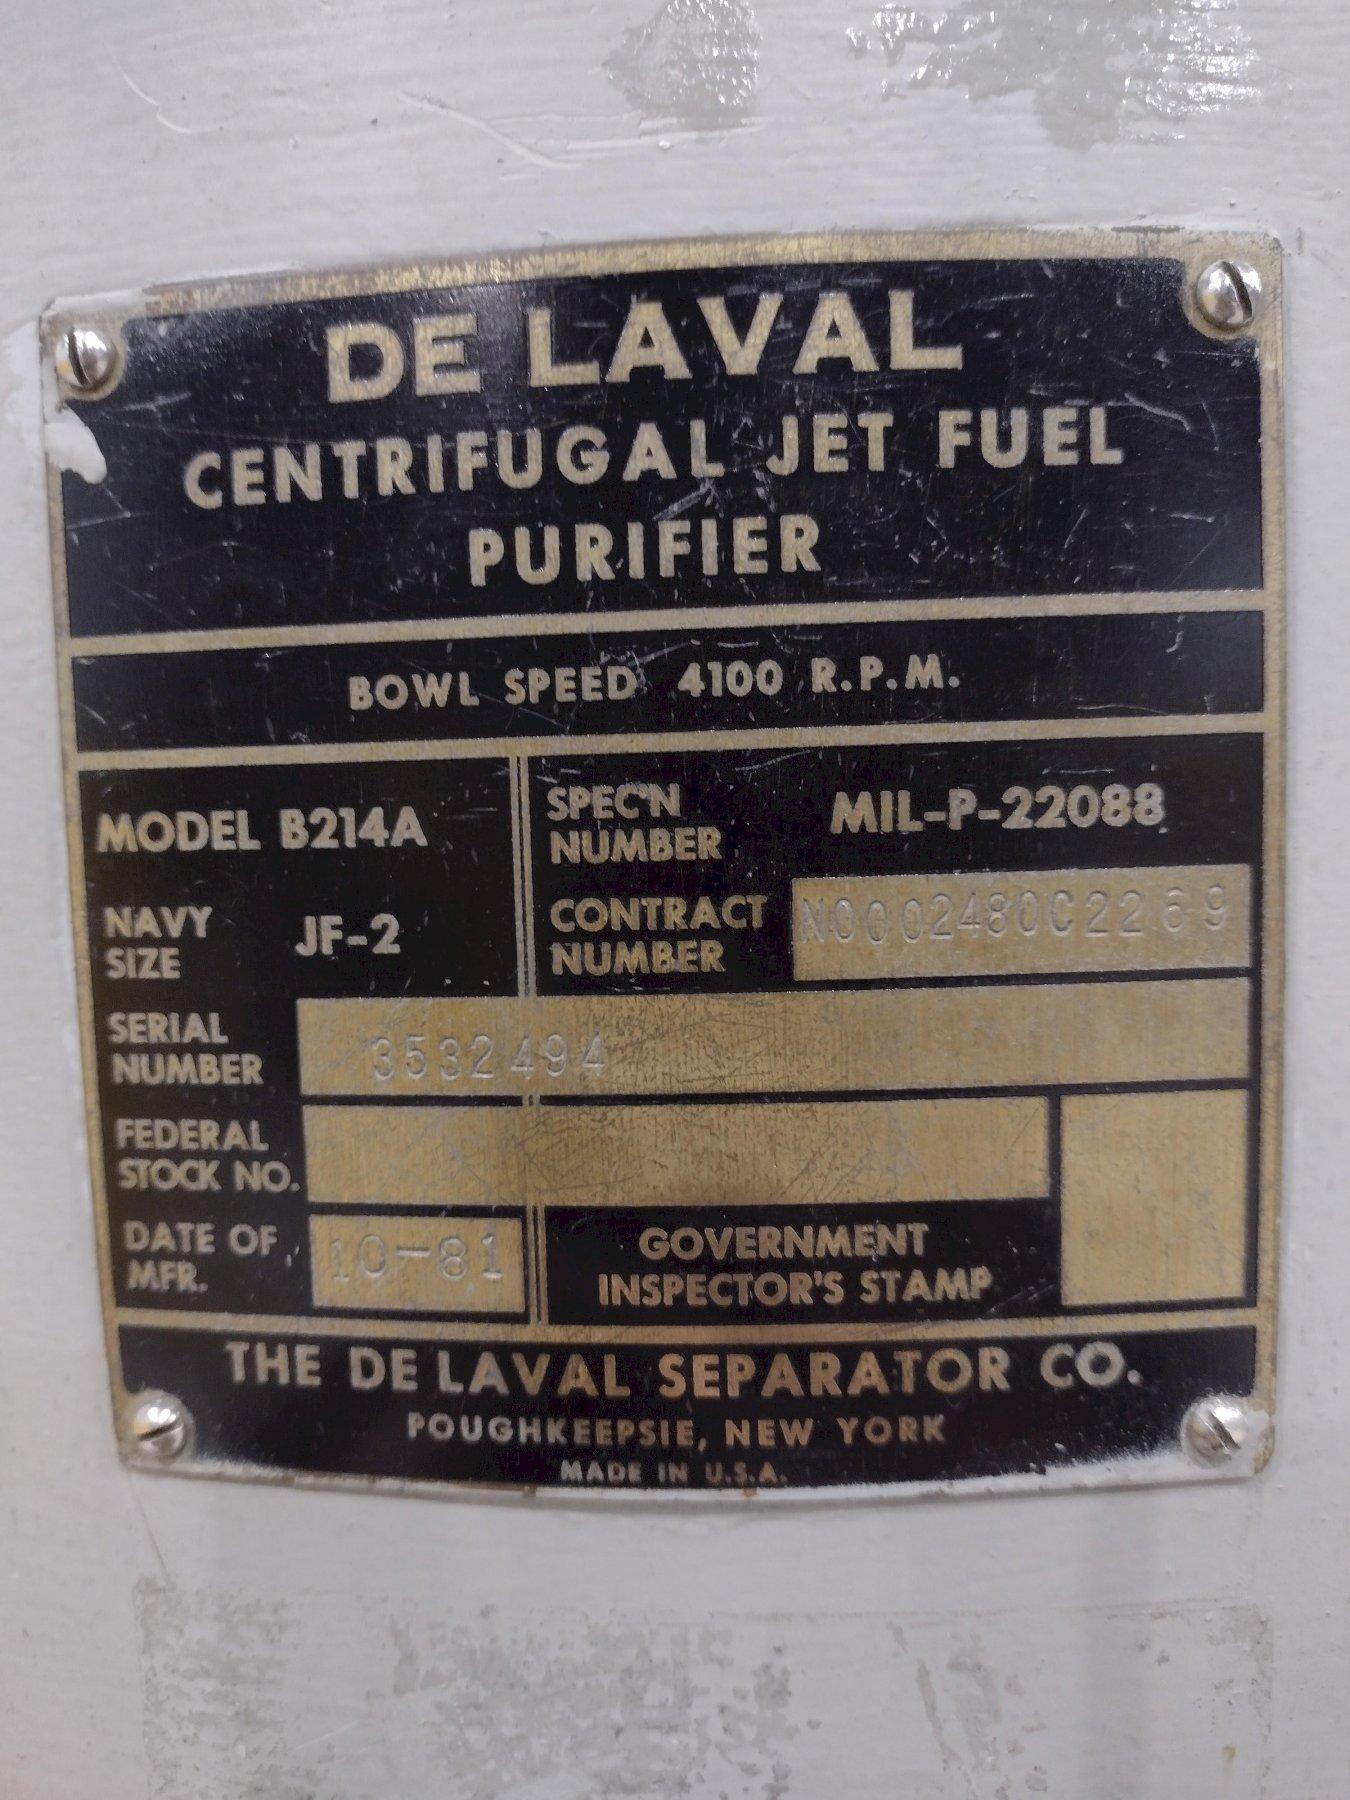 DE LAVAL
CENTRIFUGAL JET FUEL
PURIFIER
BOWL SPEED 4100 R.P.M.
MODEL B214A
NAVY
SIZE JF-2
SPEC'N
NUMBER MIL-P-22088
CONTRACT
NUMBER N0002480C2269
SERIAL
NUMBER 3532494
FEDERAL
STOCK NO.
DATE OF
MFR. 10-81
GOVERNMENT
INSPECTOR'S STAMP
THE DE LAVAL SEPARATOR CO.
POUGHKEEPSIE, NEW YORK
MADE IN U.S.A.